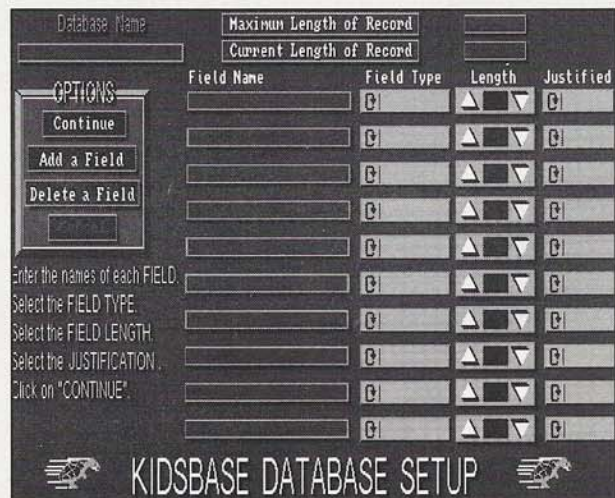 Database Name
Maximum Length of Record
Current Length of Record
Field Name Field Type Length Justified
OPTIONS
Continue
Add a Field
Delete a Field
Enter the names of each FIELD.
Select the FIELD TYPE.
Select the FIELD LENGTH.
Select the JUSTIFICATION.
Click on "CONTINUE".
KIDSBASE DATABASE SETUP